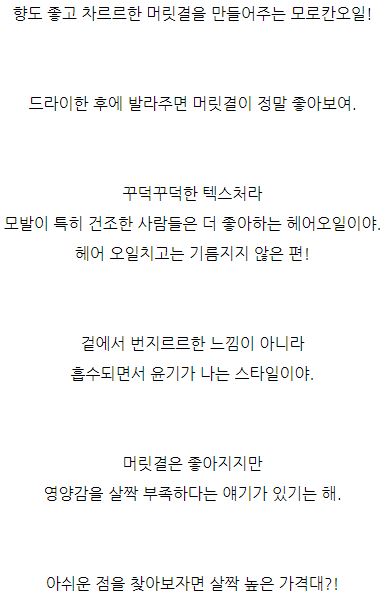 향도 좋고 차르르한 머릿결을 만들어주는 모로칸오일!
드라이한 후에 발라주면 머릿결이 정말 좋아보여.
꾸덕꾸덕한 텍스처라
모발이 특히 건조한 사람들은 더 좋아하는 헤어오일이야.
헤어 오일치고는 기름지지 않은 편!
겉에서 번지르르한 느낌이 아니라
흡수되면서 윤기가 나는 스타일이야.
머릿결은 좋아지지만
영양감을 살짝 부족하다는 얘기가 있기는 해.
아쉬운 점을 찾아보자면 살짝 높은 가격대?!